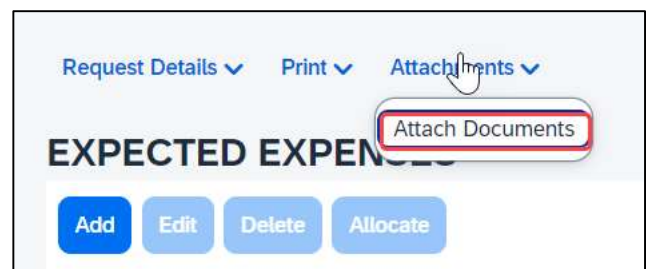 Request Details Print Attachments
Attach Documents
EXPECTED EXPENSES
Add Edit Delete Allocate